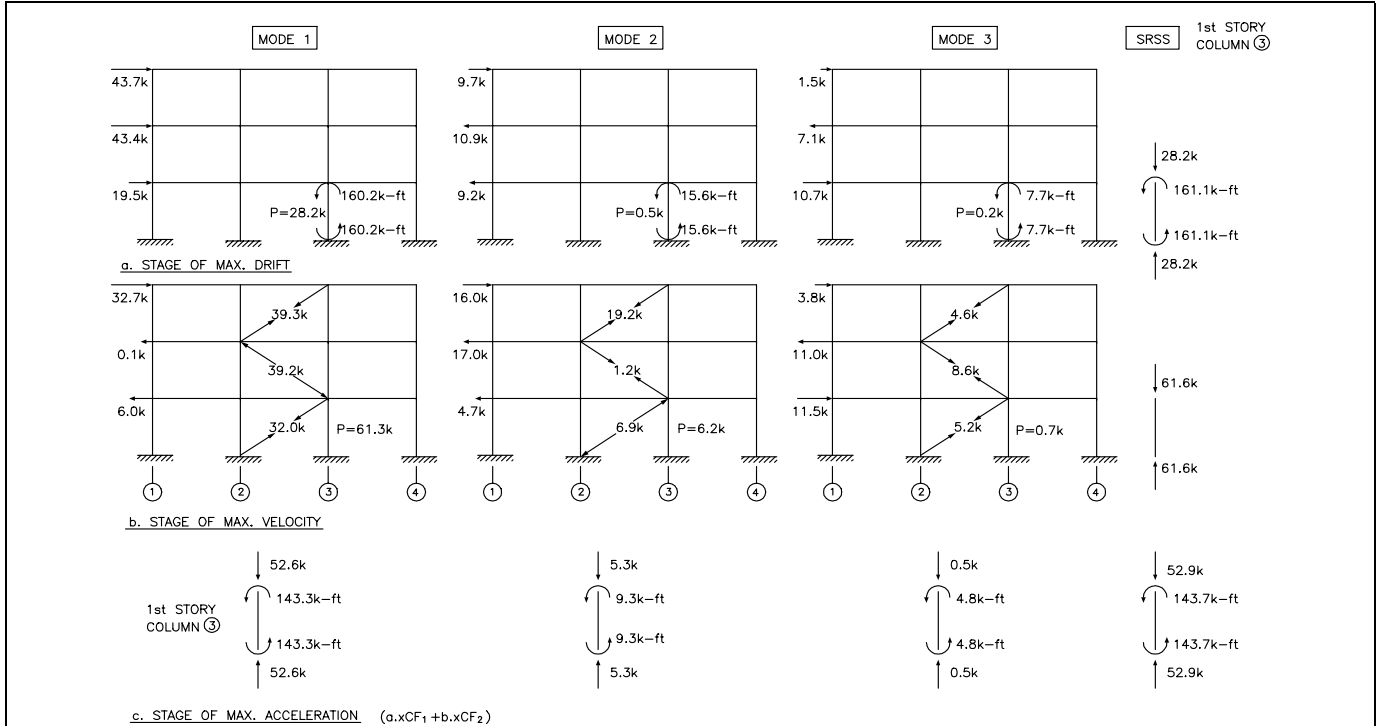 MODE 1
MODE 2
MODE 3
SRSS
1st STORY
COLUMN ③
43.7k
43.4k
19.5k
P=28.2k
160.2k-ft
160.2k-ft
9.7k
10.9k
9.2k
P=0.5k
15.6k-ft
15.6k-ft
1.5k
7.1k
10.7k
P=0.2k
7.7k-ft
7.7k-ft
28.2k
161.1k-ft
161.1k-ft
28.2k
a. STAGE OF MAX. DRIFT
32.7k
0.1k
6.0k
39.3k
39.2k
32.0k
P=61.3k
16.0k
17.0k
4.7k
19.2k
1.2k
6.9k
P=6.2k
3.8k
11.0k
11.5k
4.6k
8.6k
5.2k
P=0.7k
61.6k
61.6k
① ② ③ ④
① ② ③ ④
① ② ③ ④
b. STAGE OF MAX. VELOCITY
1st STORY
COLUMN ③
52.6k
143.3k-ft
143.3k-ft
52.6k
5.3k
9.3k-ft
9.3k-ft
5.3k
0.5k
4.8k-ft
4.8k-ft
0.5k
52.9k
143.7k-ft
143.7k-ft
52.9k
c. STAGE OF MAX. ACCELERATION (a.xCF₁+b.xCF₂)